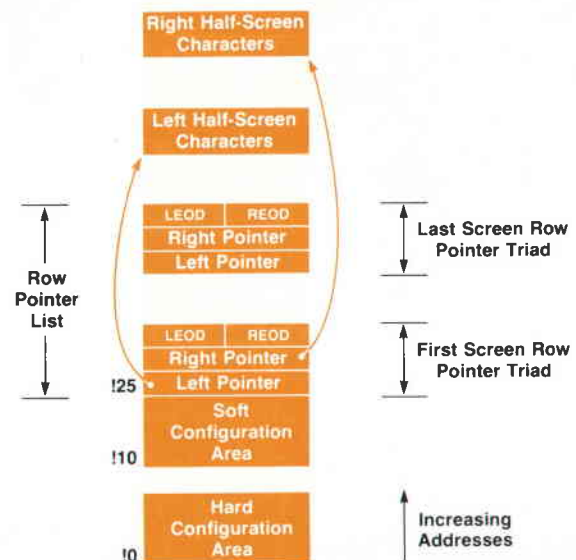 Right Half-Screen
Characters
Left Half-Screen
Characters
LEOD REOD
Right Pointer
Left Pointer
Last Screen Row
Pointer Triad
Row
Pointer
List
LEOD REOD
Right Pointer
!25 Left Pointer
First Screen Row
Pointer Triad
Soft
Configuration
Area
!10
Hard
Configuration
Area
!0
Increasing
Addresses